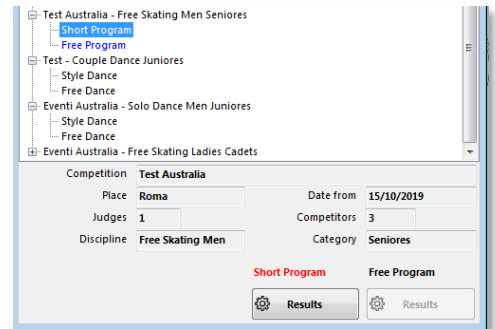 Test Australia - Free Skating Men Seniores
Short Program
Free Program
Test - Couple Dance Juniores
Style Dance
Free Dance
Eventi Australia - Solo Dance Men Juniores
Style Dance
Free Dance
Eventi Australia - Free Skating Ladies Cadets
Competition Test Australia
Place Roma Date from 15/10/2019
Judges 1 Competitors 3
Discipline Free Skating Men Category Seniores
Short Program Free Program
Results Results